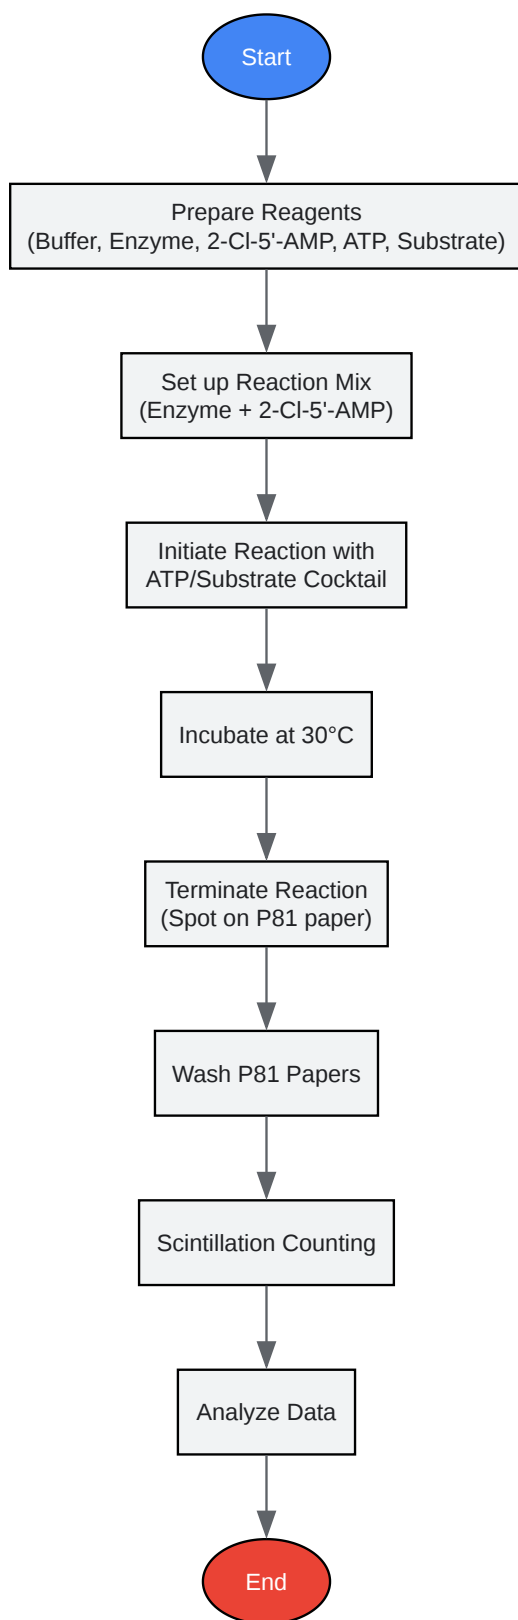 Start
Prepare Reagents
(Buffer, Enzyme, 2-Cl-5'-AMP, ATP, Substrate)
Set up Reaction Mix
(Enzyme + 2-Cl-5'-AMP)
Initiate Reaction with
ATP/Substrate Cocktail
Incubate at 30°C
Terminate Reaction
(Spot on P81 paper)
Wash P81 Papers
Scintillation Counting
Analyze Data
End